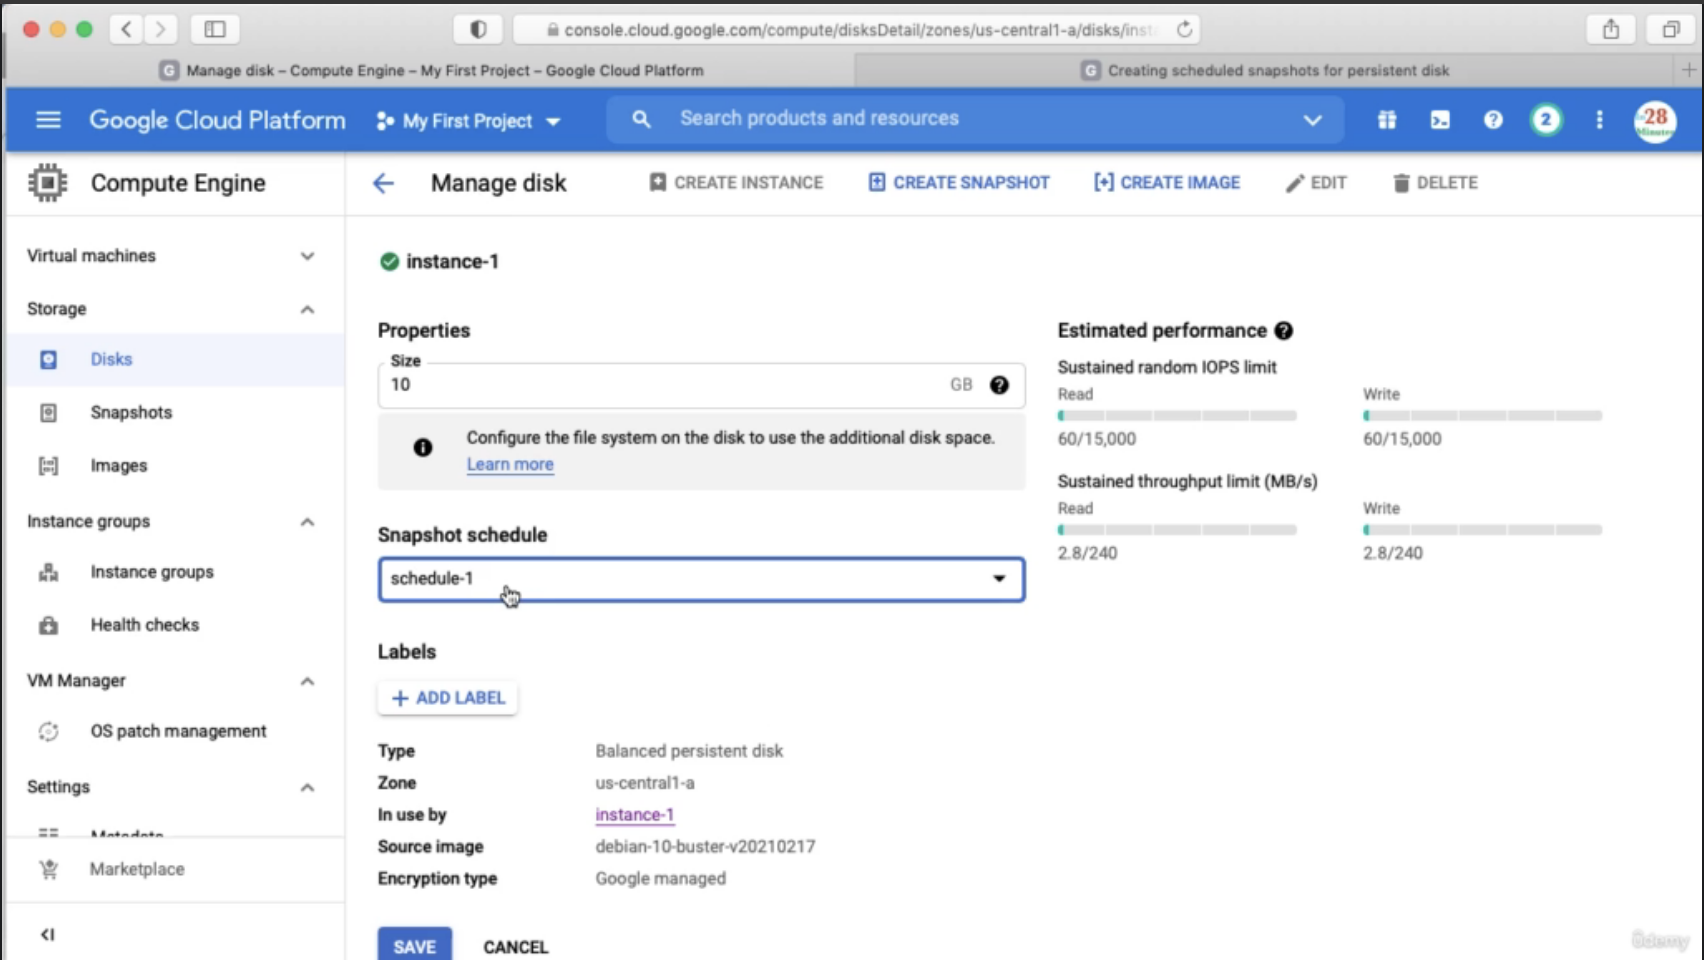 console.cloud.google.com/compute/disksDetail/zones/us-central1-a/disks/inst
Manage disk – Compute Engine – My First Project – Google Cloud Platform
Creating scheduled snapshots for persistent disk
Google Cloud Platform
My First Project
Search products and resources
2
28
Minutes
Compute Engine
Manage disk
CREATE INSTANCE
CREATE SNAPSHOT
CREATE IMAGE
EDIT
DELETE
Virtual machines
Storage
Disks
Snapshots
Images
Instance groups
Instance groups
Health checks
VM Manager
OS patch management
Settings
Metadata
Marketplace
instance-1
Properties
Size
10
GB
Configure the file system on the disk to use the additional disk space.
Learn more
Snapshot schedule
schedule-1
Labels
ADD LABEL
Type Balanced persistent disk
Zone us-central1-a
In use by instance-1
Source image debian-10-buster-v20210217
Encryption type Google managed
SAVE
CANCEL
Estimated performance
Sustained random IOPS limit
Read Write
60/15,000 60/15,000
Sustained throughput limit (MB/s)
Read Write
2.8/240 2.8/240
ûdemy